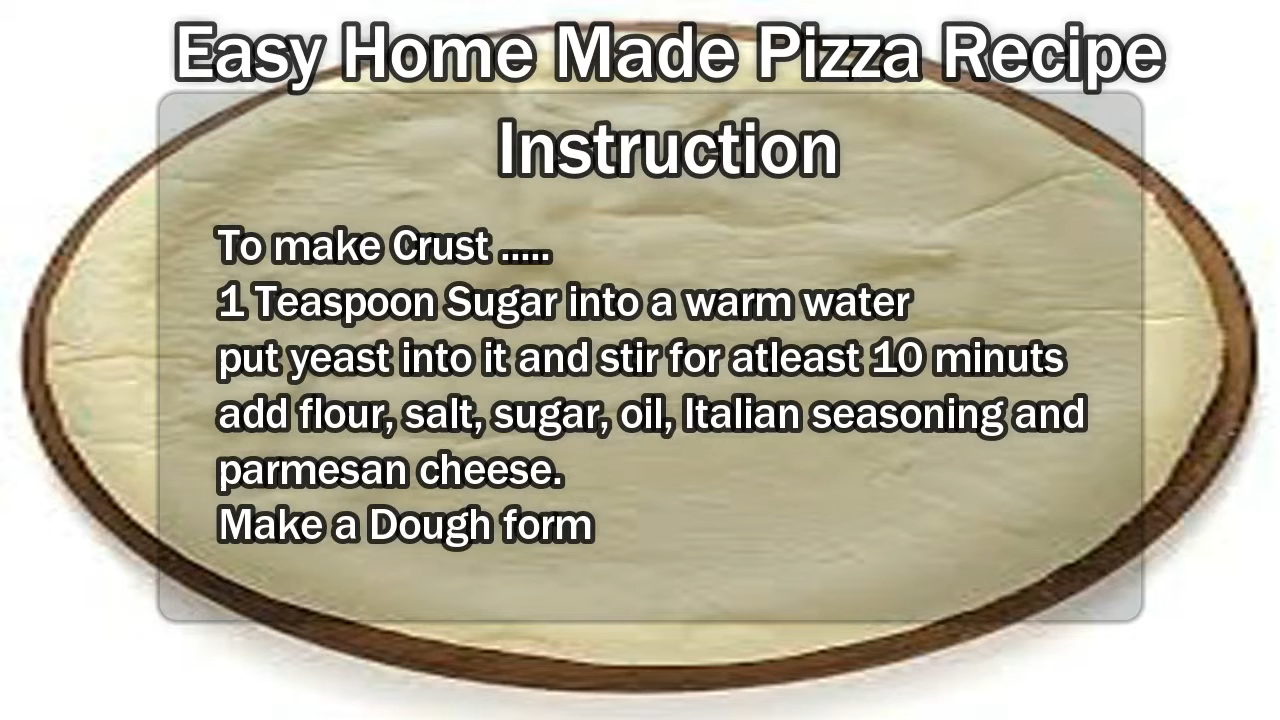 Easy Home Made Pizza Recipe
Instruction
To make Crust .....
1 Teaspoon Sugar into a warm water
put yeast into it and stir for atleast 10 minuts
add flour, salt, sugar, oil, Italian seasoning and
parmesan cheese.
Make a Dough form